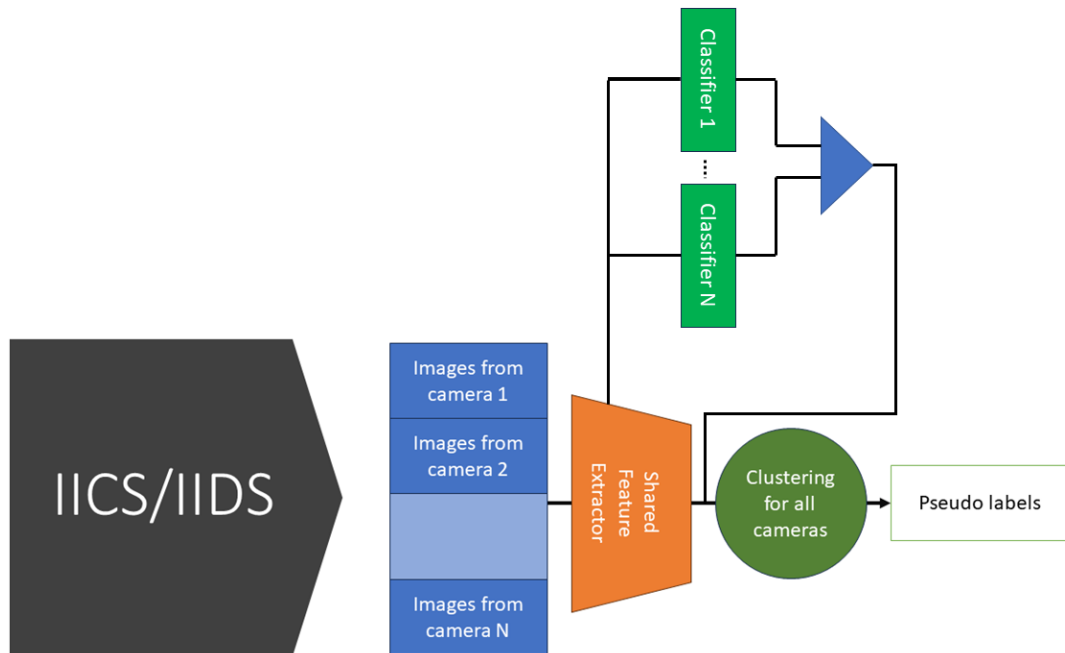 Classifier 1
Classifier N
IICS/IIDS
Images from
camera 1
Images from
camera 2
Images from
camera N
Shared
Feature
Extractor
Clustering
for all
cameras
Pseudo labels